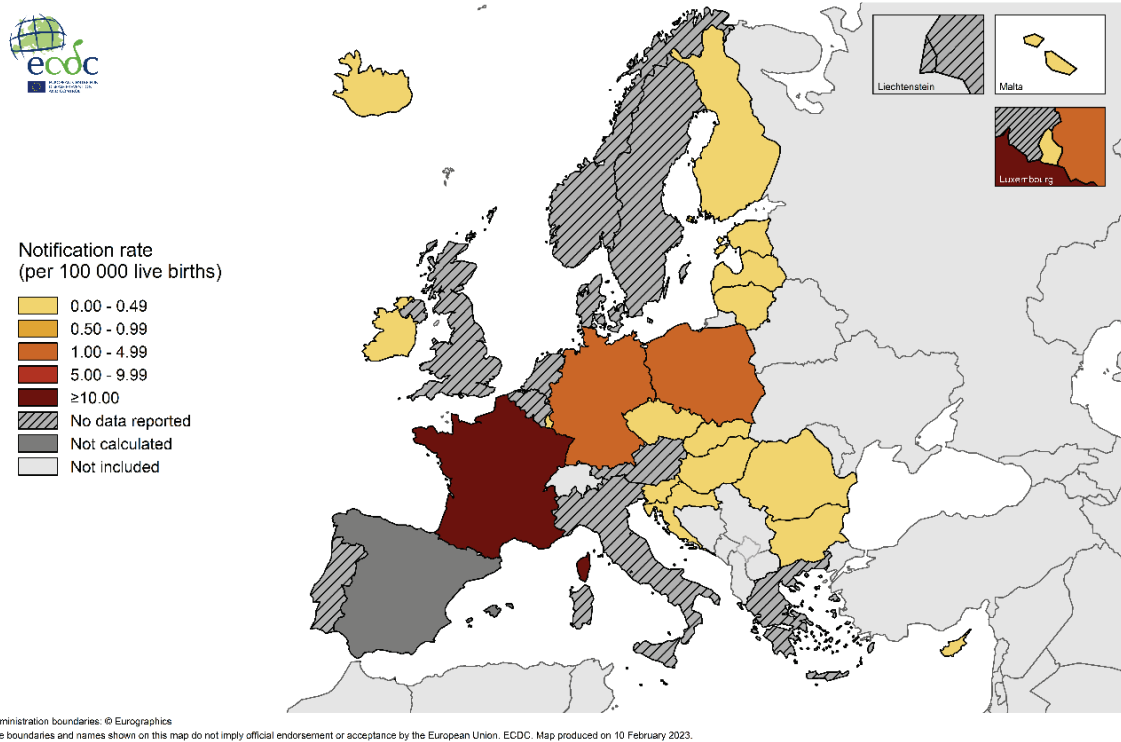 ecdc
Liechtenstein
Malta
Luxembourg
Notification rate
(per 100 000 live births)
0.00 - 0.49
0.50 - 0.99
1.00 - 4.99
5.00 - 9.99
≥10.00
No data reported
Not calculated
Not included
ministration boundaries: © Eurographics
e boundaries and names shown on this map do not imply official endorsement or acceptance by the European Union. ECDC. Map produced on 10 February 2023.